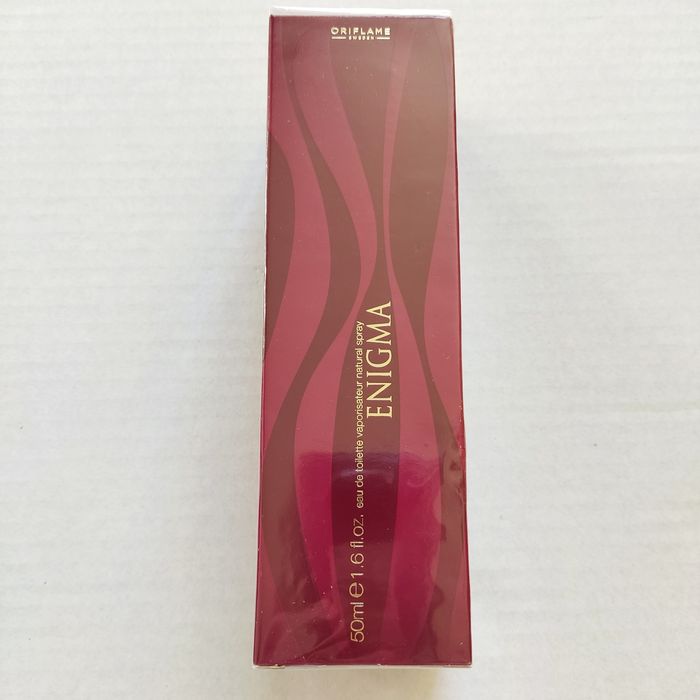 ORIFLAME
SWEDEN
ENIGMA
eau de toilette vaporisateur natural spray
50ml e 1.6 fl.oz.